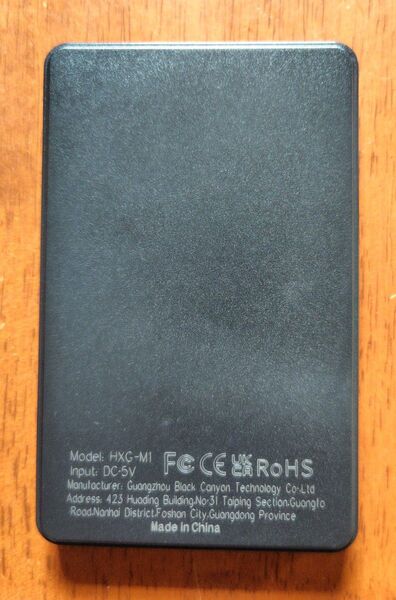 Model: HXG-M1
Input: DC-5V
FC CE UK CA RoHS
Manufacturer: Guangzhou Black Canyon Technology Co.,Ltd
Address: 423 Huading Building,No·31 Taiping Section,Guangfo
Road,Nanhai District,Foshan City,Guangdong Province
Made in China